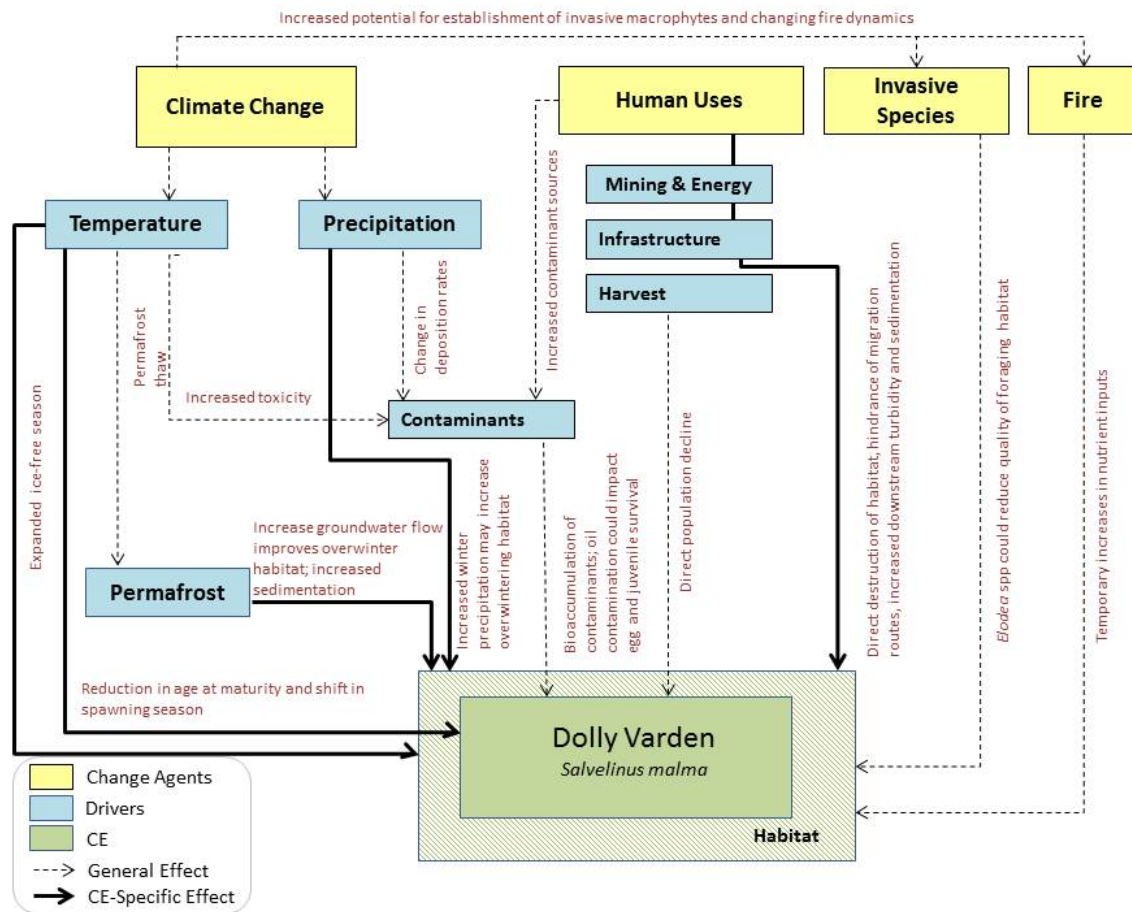 Increased potential for establishment of invasive macrophytes and changing fire dynamics
Climate Change
Human Uses
Invasive
Species
Fire
Mining & Energy
Temperature
Precipitation
Infrastructure
Harvest
Permafrost
thaw
Change in
deposition rates
Increased contaminant sources
Increased toxicity
Contaminants
Expanded ice-free season
Increase groundwater flow
improves overwinter
habitat; increased
sedimentation
Permafrost
Increased winter
precipitation may increase
overwintering habitat
Bioaccumulation of
contaminants; oil
contamination could impact
egg and juvenile survival
Direct population decline
Direct destruction of habitat, hindrance of migration
routes, increased downstream turbidity and sedimentation
Elodea spp could reduce quality of foraging habitat
Temporary increases in nutrient inputs
Reduction in age at maturity and shift in
spawning season
Dolly Varden
Salvelinus malma
Habitat
Change Agents
Drivers
CE
General Effect
CE-Specific Effect